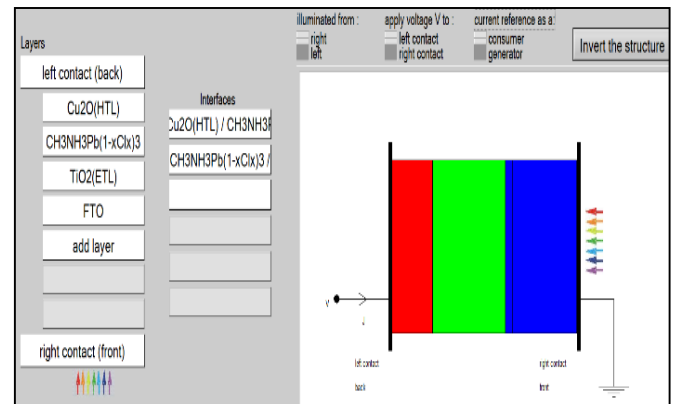 illuminated from :
apply voltage V to :
current reference as a:
right
left
left contact
right contact
consumer
generator
Invert the structure
Layers
left contact (back)
Cu2O(HTL)
CH3NH3Pb(1-xClx)3
TiO2(ETL)
FTO
add layer
right contact (front)
Interfaces
Cu2O(HTL) / CH3NH3
CH3NH3Pb(1-xClx)3 /
V
left contact
back
right contact
front